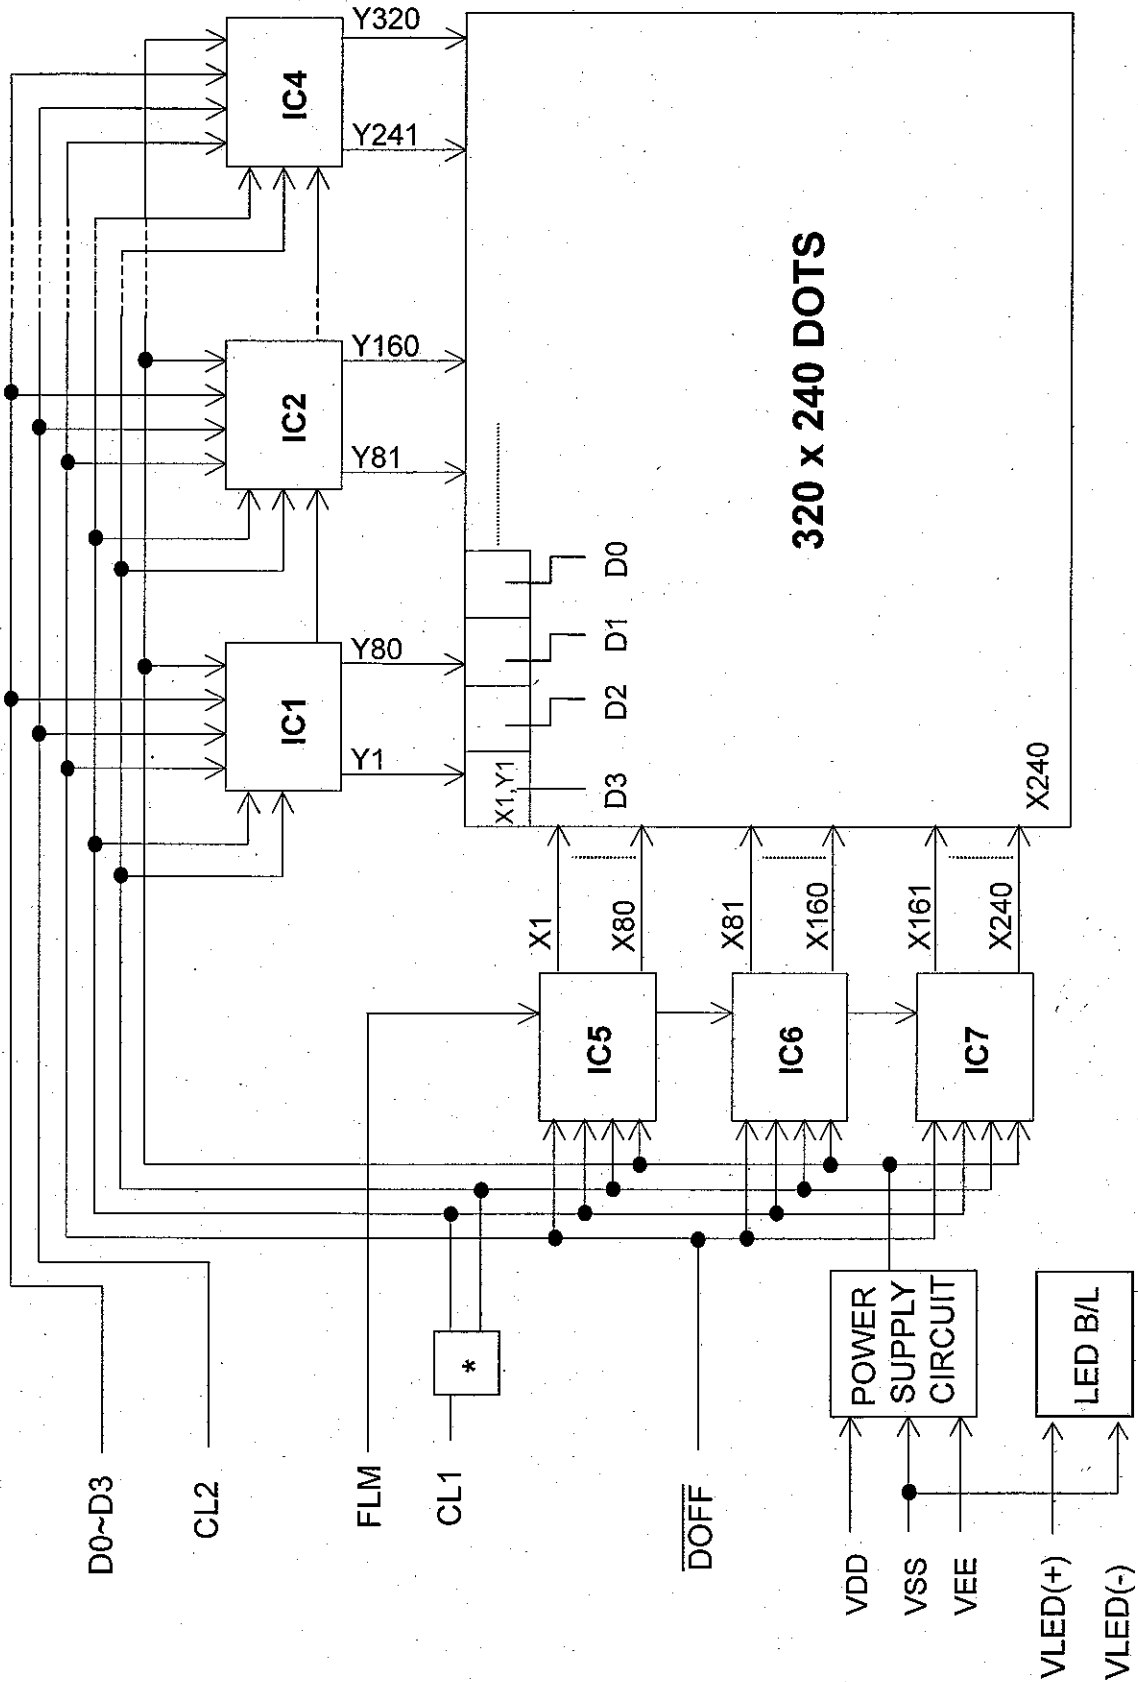 D0~D3
CL2
FLM
CL1
*
DOFF
VDD
VSS
VEE
VLED(+)
VLED(-)
POWER
SUPPLY
CIRCUIT
LED B/L
IC5
IC6
IC7
X1
X80
X81
X160
X161
X240
IC1
IC2
IC4
Y1
Y80
Y81
Y160
Y241
Y320
X1,Y1
D3
D2
D1
D0
320 x 240 DOTS
X240